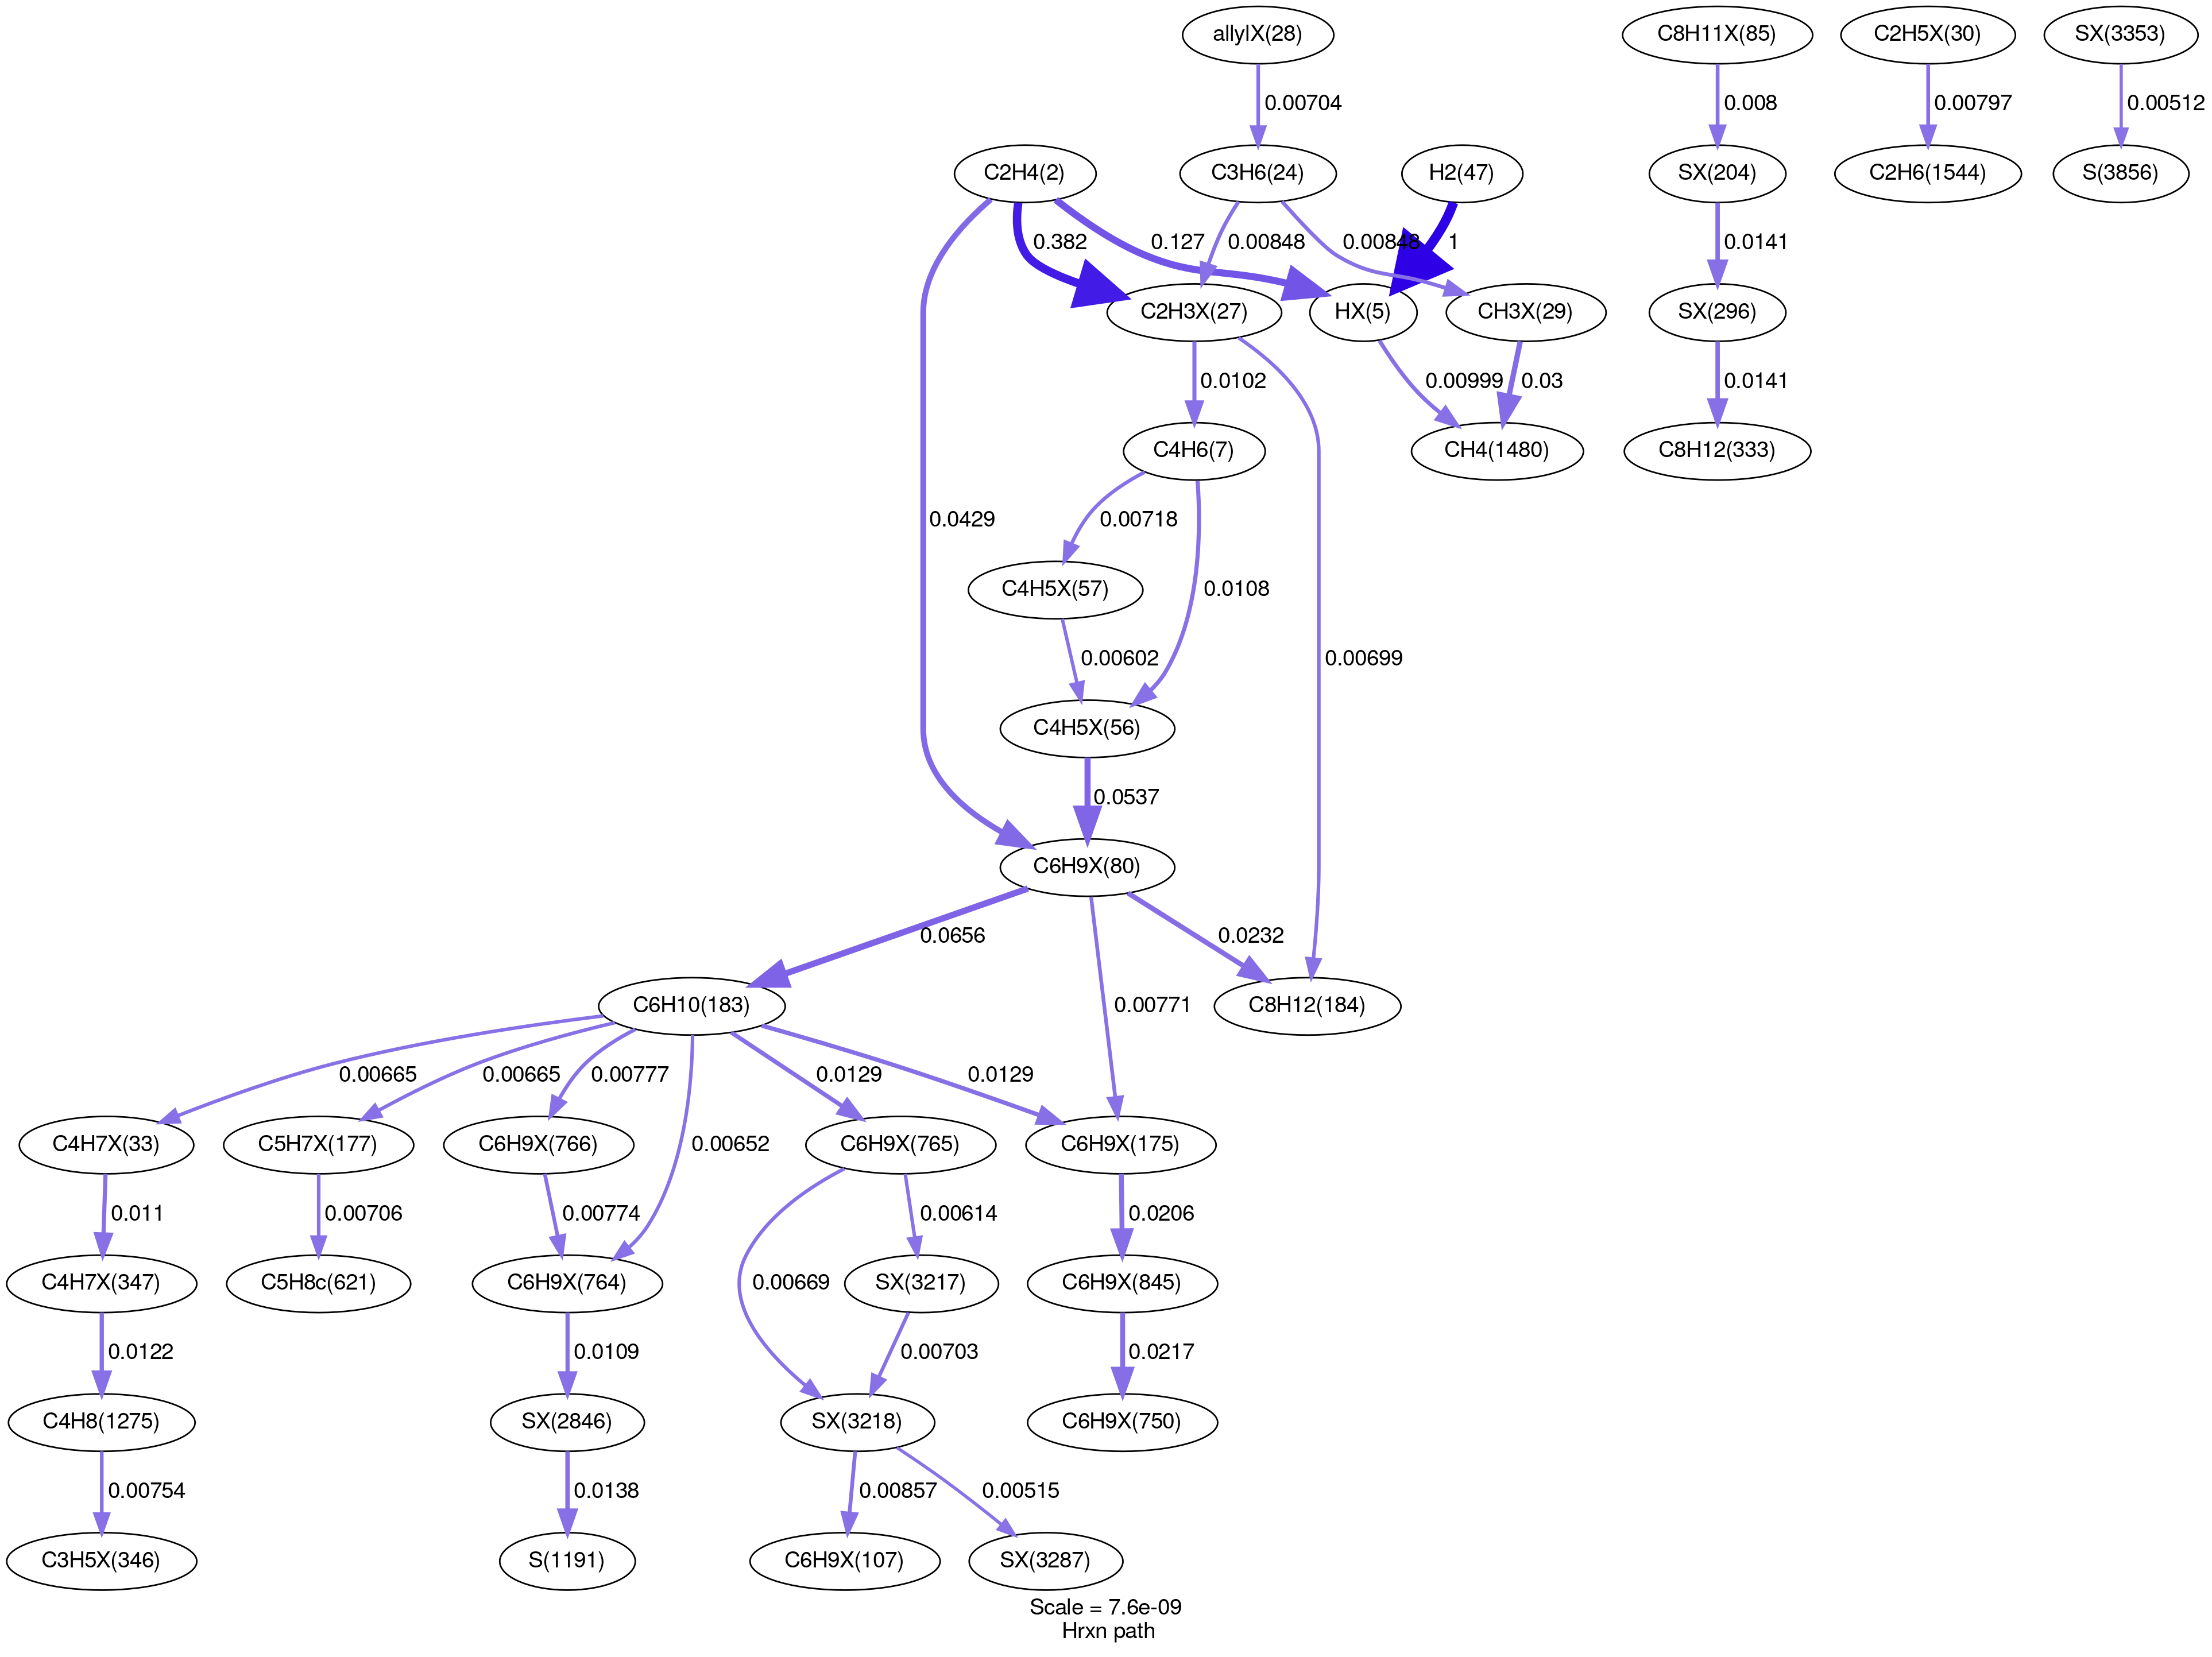 allylX(28)
C8H11X(85)
C2H5X(30)
SX(3353)
0.00704
0.008
0.00797
0.00512
C2H4(2)
C3H6(24)
H2(47)
SX(204)
C2H6(1544)
S(3856)
0.382
0.127
0.00848
0.00848
1
0.0141
C2H3X(27)
HX(5)
CH3X(29)
SX(296)
0.0102
0.00999
0.03
0.0141
C4H6(7)
CH4(1480)
C8H12(333)
0.0429
0.00718
C4H5X(57)
0.0108
0.00602
0.00699
C4H5X(56)
0.0537
C6H9X(80)
0.0656
0.0232
C6H10(183)
0.00771
C8H12(184)
0.00665
0.00665
0.00777
0.0129
0.0129
C4H7X(33)
C5H7X(177)
C6H9X(766)
0.00652
C6H9X(765)
C6H9X(175)
0.011
0.00706
0.00774
0.00614
0.0206
C4H7X(347)
C5H8c(621)
C6H9X(764)
0.00669
SX(3217)
C6H9X(845)
0.0122
0.0109
0.00703
0.0217
C4H8(1275)
SX(2846)
SX(3218)
C6H9X(750)
0.00754
0.0138
0.00857
0.00515
C3H5X(346)
S(1191)
C6H9X(107)
SX(3287)
Scale = 7.6e-09
Hrxn path